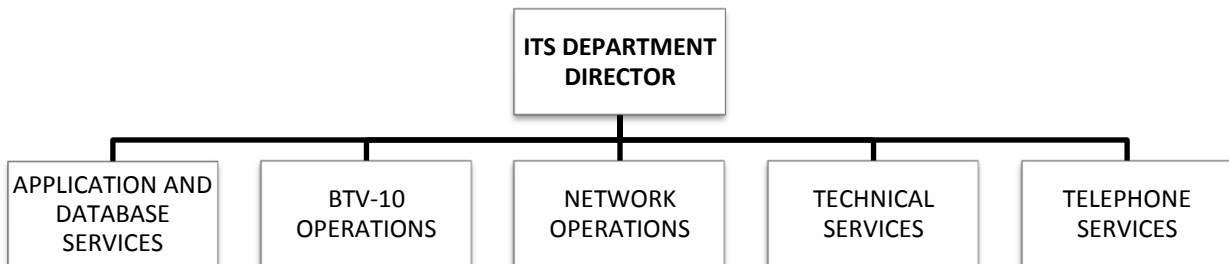 ITS DEPARTMENT
DIRECTOR
APPLICATION AND
DATABASE
SERVICES
BTV-10
OPERATIONS
NETWORK
OPERATIONS
TECHNICAL
SERVICES
TELEPHONE
SERVICES